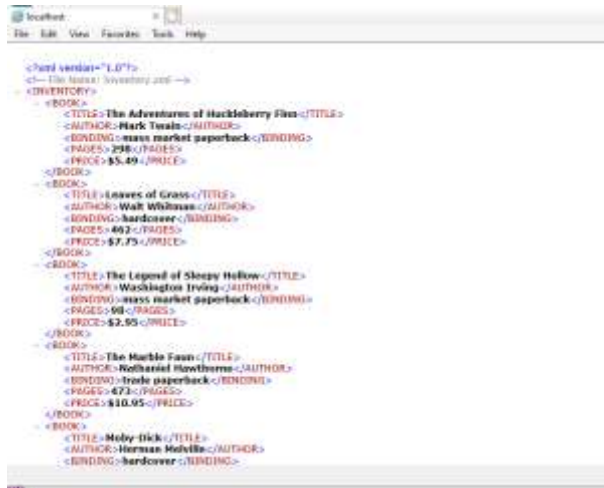 localhost
File Edit View Favorites Tools Help
<?xml version="1.0"?>
<!-- File Name: Inventory.xml -->
- <INVENTORY>
- <BOOK>
<TITLE>The Adventures of Huckleberry Finn</TITLE>
<AUTHOR>Mark Twain</AUTHOR>
<BINDING>mass market paperback</BINDING>
<PAGES>298</PAGES>
<PRICE>$5.49</PRICE>
</BOOK>
- <BOOK>
<TITLE>Leaves of Grass</TITLE>
<AUTHOR>Walt Whitman</AUTHOR>
<BINDING>hardcover</BINDING>
<PAGES>462</PAGES>
<PRICE>$7.75</PRICE>
</BOOK>
- <BOOK>
<TITLE>The Legend of Sleepy Hollow</TITLE>
<AUTHOR>Washington Irving</AUTHOR>
<BINDING>mass market paperback</BINDING>
<PAGES>98</PAGES>
<PRICE>$2.95</PRICE>
</BOOK>
- <BOOK>
<TITLE>The Marble Faun</TITLE>
<AUTHOR>Nathaniel Hawthorne</AUTHOR>
<BINDING>trade paperback</BINDING>
<PAGES>473</PAGES>
<PRICE>$10.95</PRICE>
</BOOK>
- <BOOK>
<TITLE>Moby-Dick</TITLE>
<AUTHOR>Herman Melville</AUTHOR>
<BINDING>hardcover</BINDING>